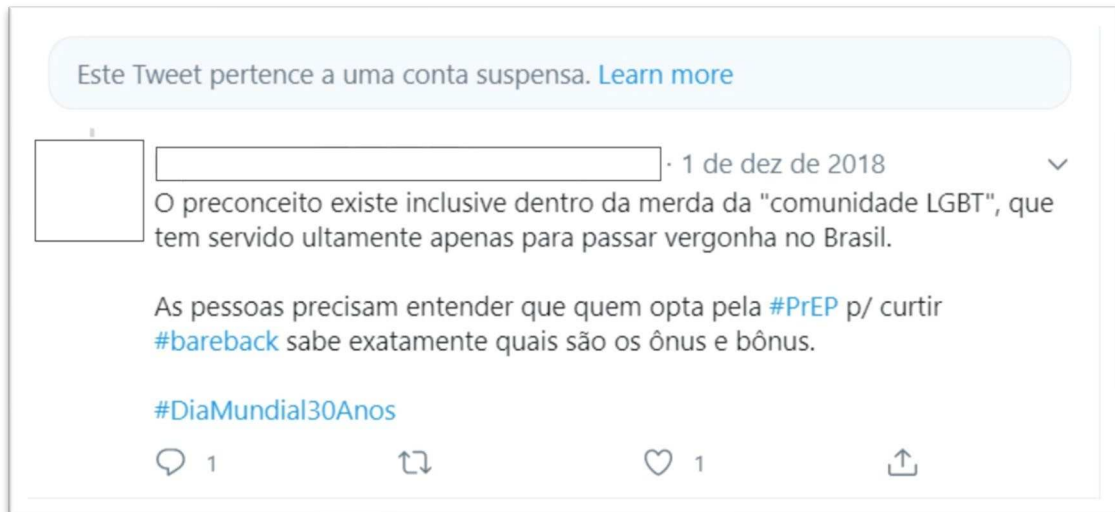 Este Tweet pertence a uma conta suspensa. Learn more
· 1 de dez de 2018
O preconceito existe inclusive dentro da merda da "comunidade LGBT", que
tem servido ultamente apenas para passar vergonha no Brasil.
As pessoas precisam entender que quem opta pela #PrEP p/ curtir
#bareback sabe exatamente quais são os ônus e bônus.
#DiaMundial30Anos
1 1